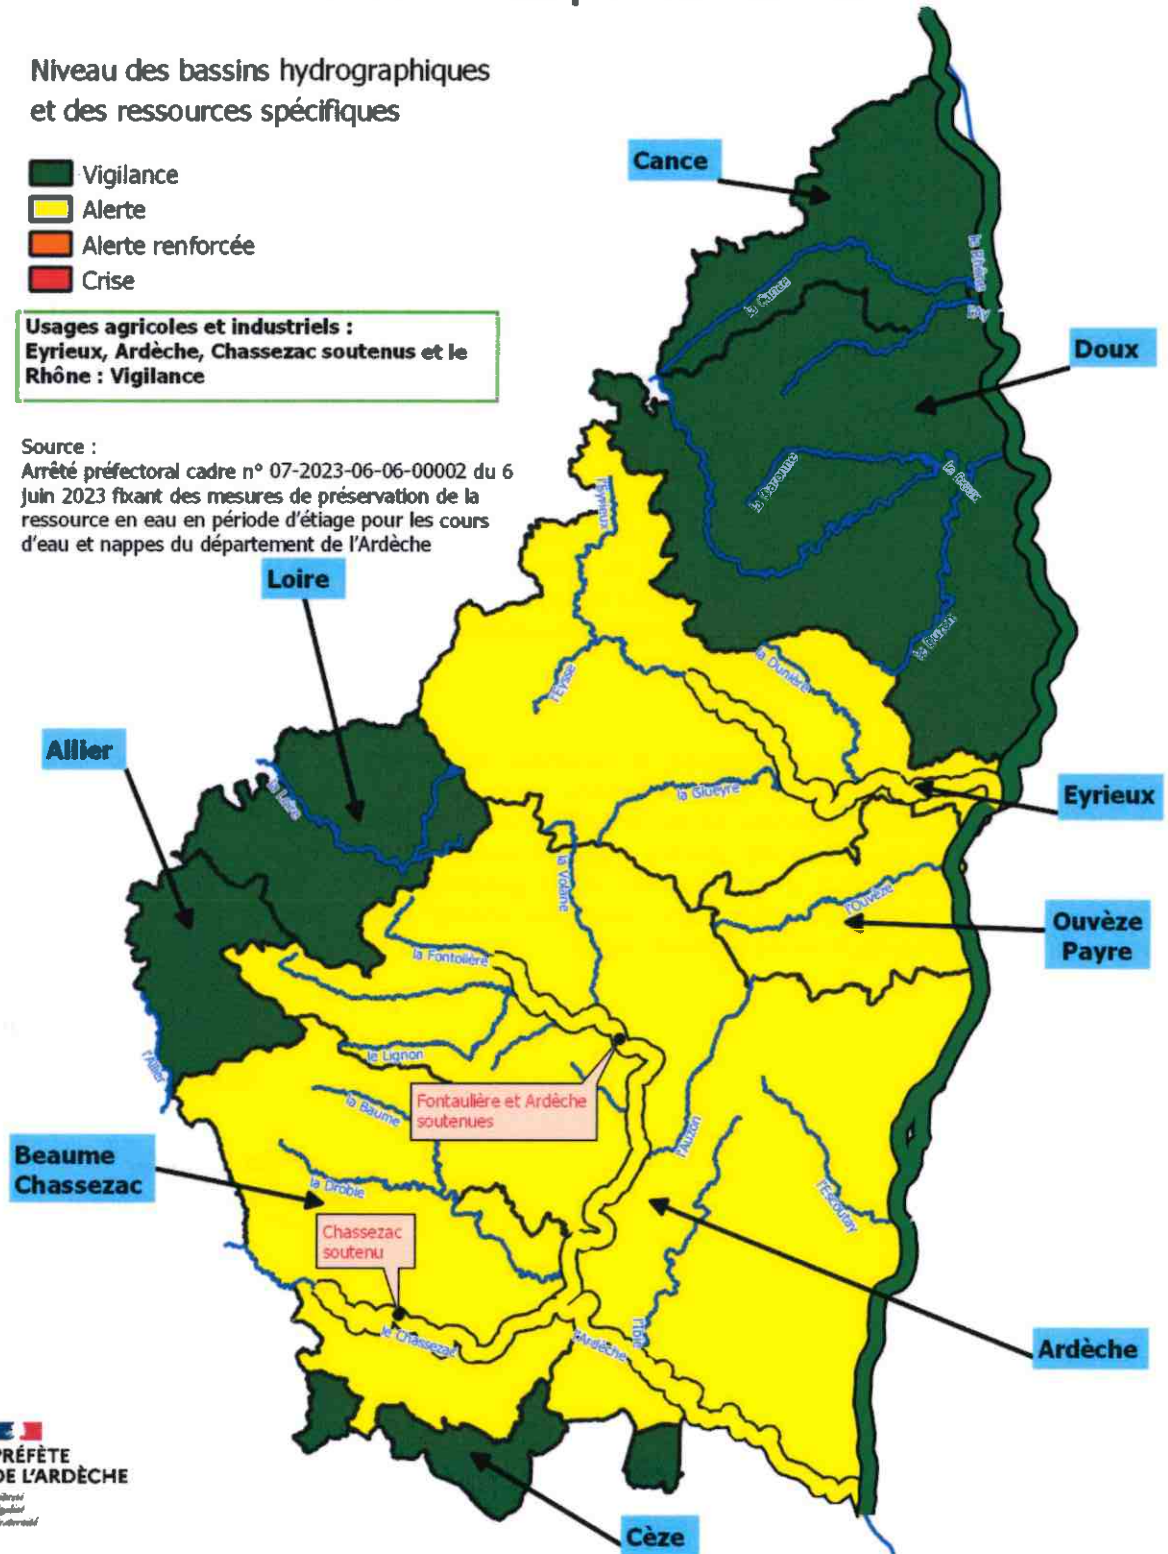 Niveau des bassins hydrographiques
et des ressources spécifiques
Vigilance
Alerte
Alerte renforcée
Crise
Usages agricoles et industriels :
Eyrieux, Ardèche, Chassezac soutenus et le
Rhône : Vigilance
Source :
Arrêté préfectoral cadre n° 07-2023-06-06-00002 du 6
juin 2023 fixant des mesures de préservation de la
ressource en eau en période d'étiage pour les cours
d'eau et nappes du département de l'Ardèche
Cance
le Rhône
la Cance
Doux
l'Eyrieux
le Doux
le Duzon
Loire
la Dunière
l'Eysse
Allier
la Loire
la Glueyre
Eyrieux
la Volane
l'Ouvèze
Ouvèze
Payre
la Fontolière
l'Allier
le Lignon
la Baume
Fontaulière et Ardèche
soutenues
l'Auzon
Beaume
Chassezac
la Drobie
l'Escoutay
Chassezac
soutenu
le Chassezac
l'Ardèche
l'Ibie
Ardèche
PRÉFÈTE
DE L'ARDÈCHE
Cèze